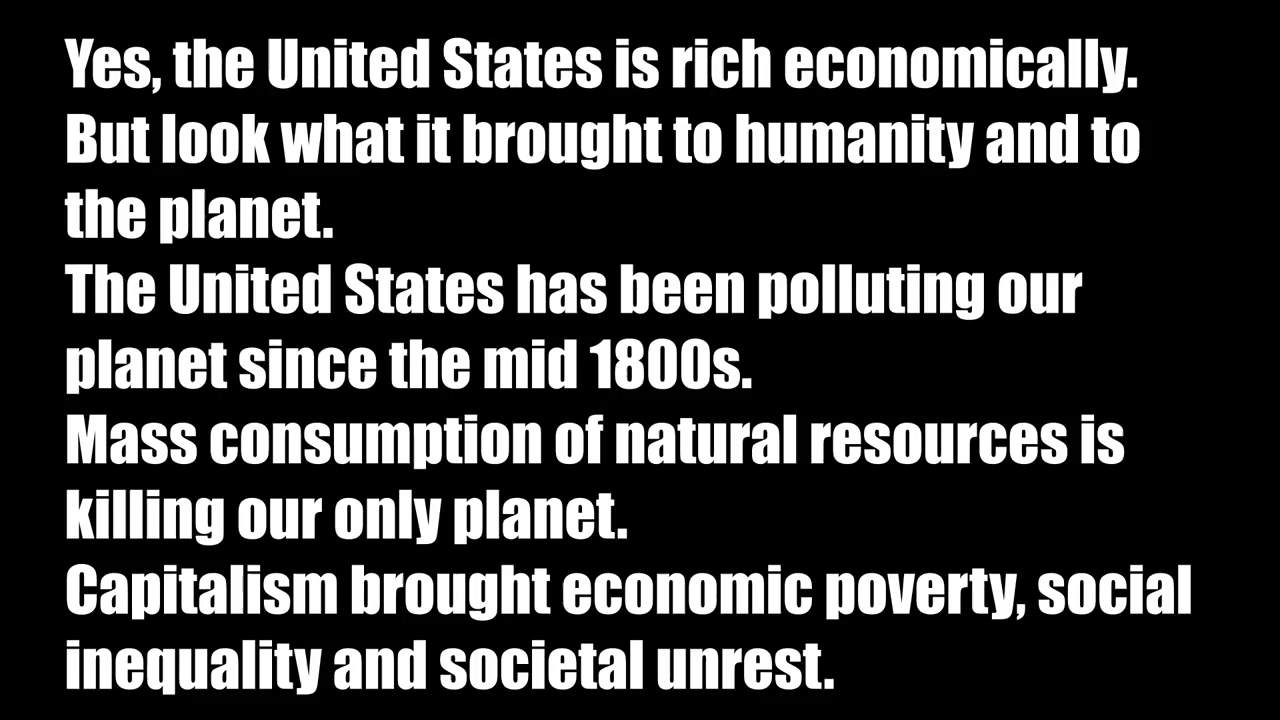 Yes, the United States is rich economically.
But look what it brought to humanity and to
the planet.
The United States has been polluting our
planet since the mid 1800s.
Mass consumption of natural resources is
killing our only planet.
Capitalism brought economic poverty, social
inequality and societal unrest.